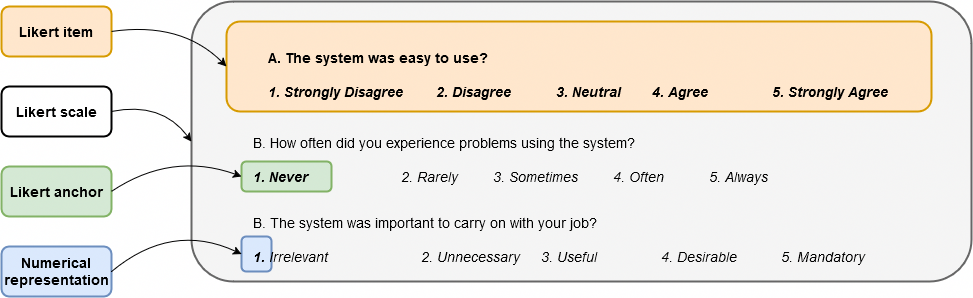 Likert item
Likert scale
Likert anchor
Numerical
representation
A. The system was easy to use?
1. Strongly Disagree 2. Disagree 3. Neutral 4. Agree 5. Strongly Agree
B. How often did you experience problems using the system?
1. Never 2. Rarely 3. Sometimes 4. Often 5. Always
B. The system was important to carry on with your job?
1. Irrelevant 2. Unnecessary 3. Useful 4. Desirable 5. Mandatory